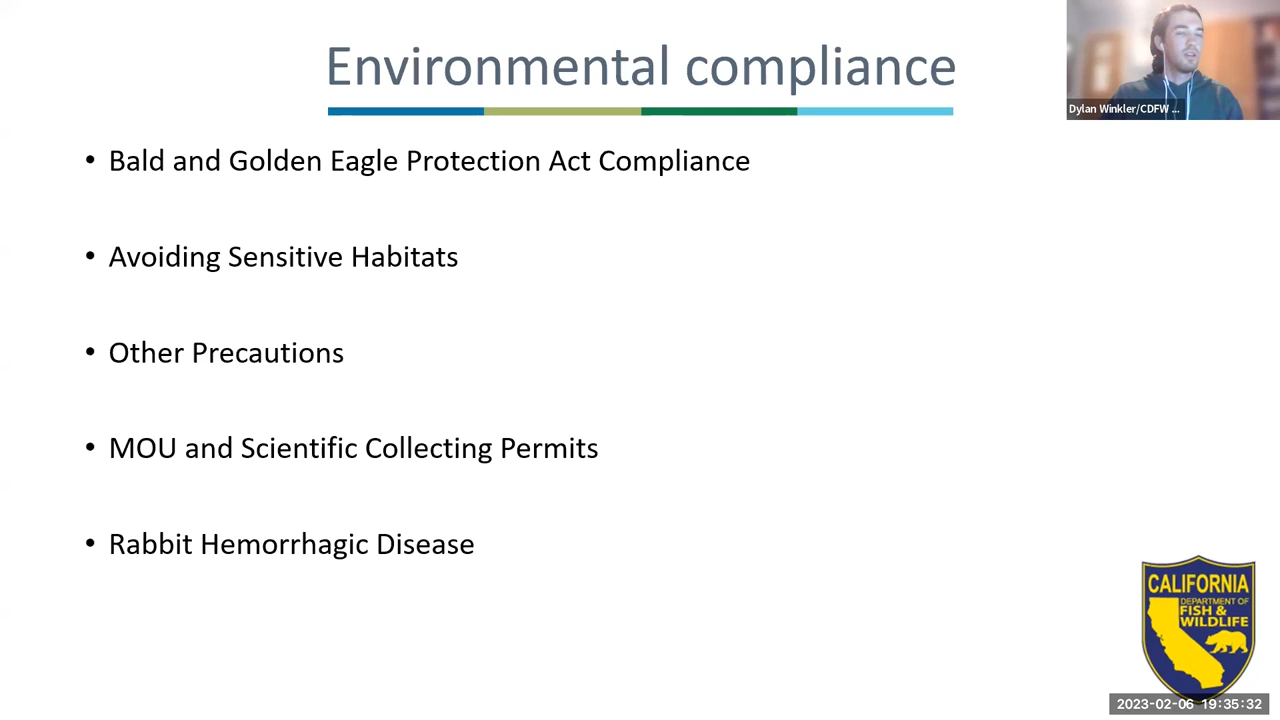 Environmental compliance
Dylan Winkler/CDFW ...
• Bald and Golden Eagle Protection Act Compliance
• Avoiding Sensitive Habitats
• Other Precautions
• MOU and Scientific Collecting Permits
• Rabbit Hemorrhagic Disease
CALIFORNIA
DEPARTMENT OF
FISH &
WILDLIFE
2023-02-06 19:35:32